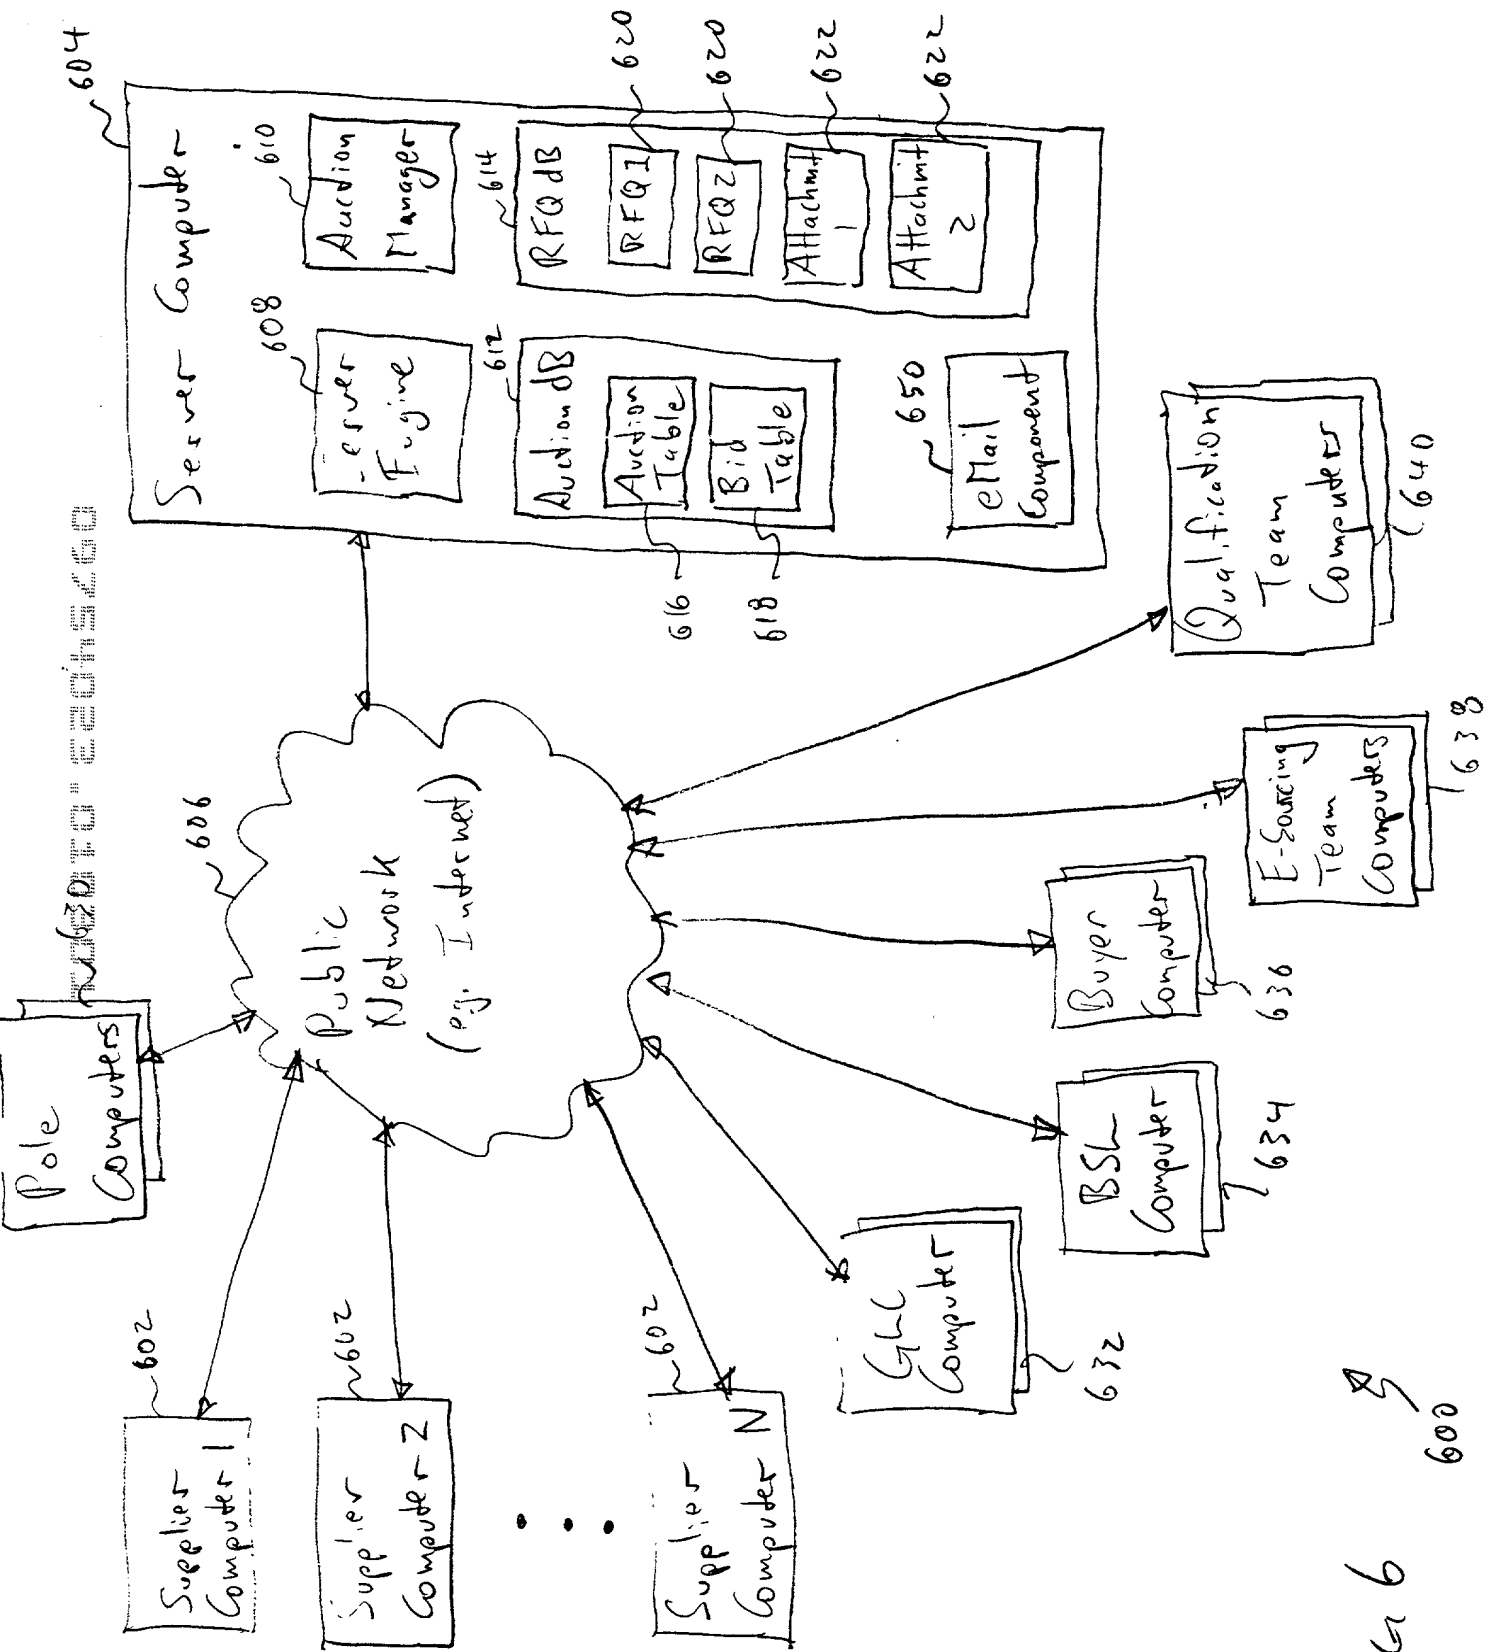 Pole
Computers
630
Supplier
Computer 1
602
Supplier
Computer 2
602
Supplier
Computer N
602
Public
Network
(e.g. Internet)
606
Server Computer
604
Server
Engine
608
Auction
Manager
610
Auction dB
612
Auction
Table
616
Bid
Table
618
RFQ dB
614
RFQ1
620
RFQ2
620
Attachmt
1
622
Attachmt
2
622
eMail
Component
650
GLC
Computer
632
BSL
Computer
634
Buyer
Computer
636
E-Sourcing
Team
Computers
638
Qualification
Team
Computers
640
600
G 6